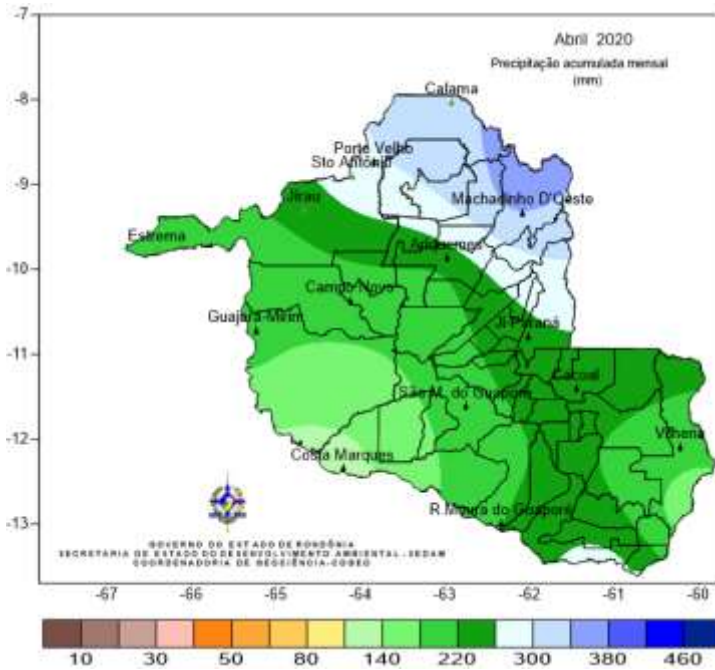 -7
Abril 2020
Precipitação acumulada mensal
(mm)
-8
Calama
Porto Velho
Sto Antônio
-9
Jirau
Machadinho D'Oeste
Estrema
Ariquemes
-10
Campo Novo
Guajará-Mirim
Ji-Paraná
-11
Cacoal
São M. do Guaporé
-12
Vilhena
Costa Marques
R.Moura do Guaporé
-13
GOVERNO DO ESTADO DE RONDÔNIA
SECRETARIA DE ESTADO DO DESENVOLVIMENTO AMBIENTAL -SEDAM
COORDENADORIA DE GEOCIÊNCIA-COGEO
-67 -66 -65 -64 -63 -62 -61 -60
10 30 50 80 140 220 300 380 460